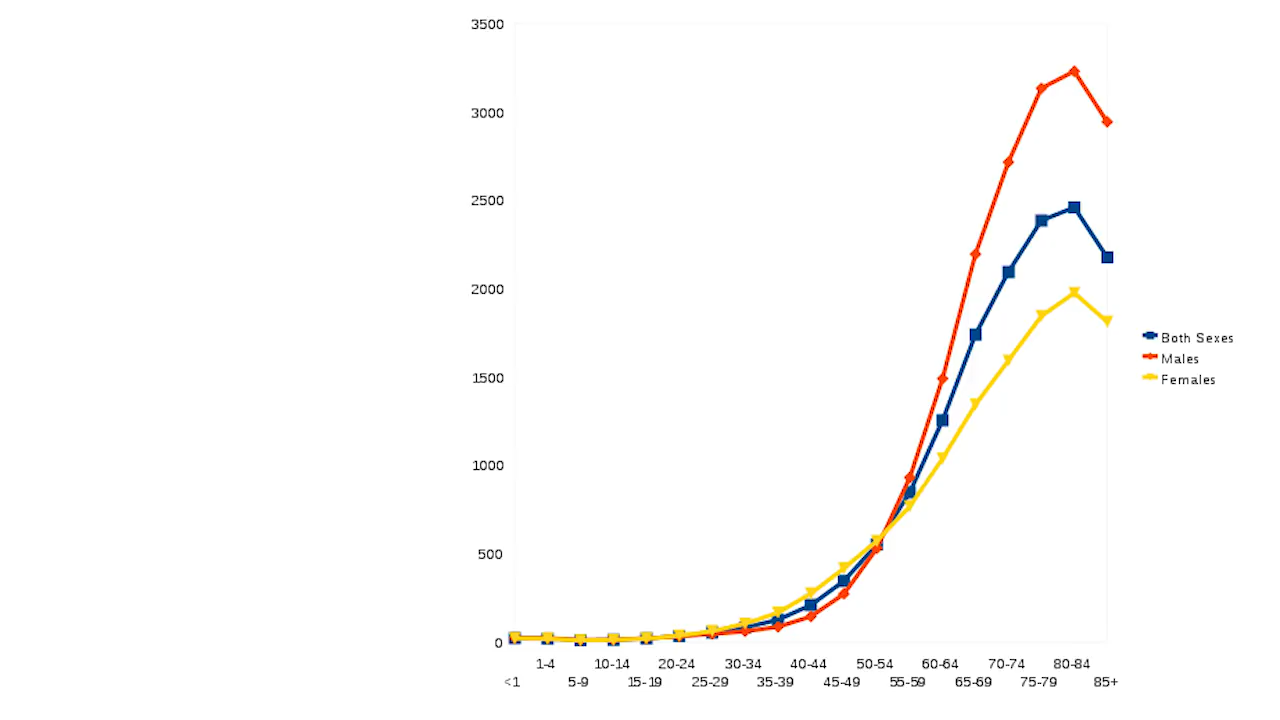 3500
3000
2500
2000
1500
1000
500
0
1-4 10-14 20-24 30-34 40-44 50-54 60-64 70-74 80-84
<1 5-9 15-19 25-29 35-39 45-49 55-59 65-69 75-79 85+
Both Sexes
Males
Females